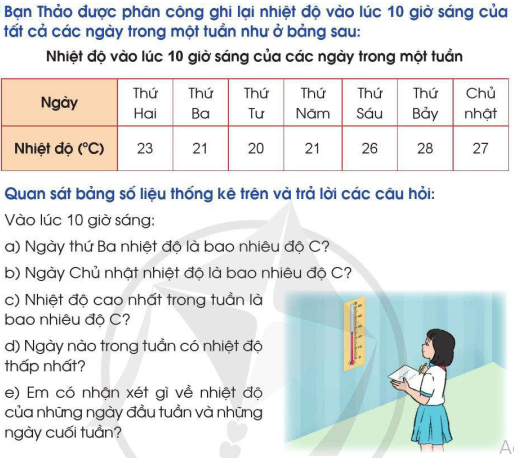 Bạn Thảo được phân công ghi lại nhiệt độ vào lúc 10 giờ sáng của
tất cả các ngày trong một tuần như ở bảng sau:
Nhiệt độ vào lúc 10 giờ sáng của các ngày trong một tuần
Ngày Thứ Hai Thứ Ba Thứ Tư Thứ Năm Thứ Sáu Thứ Bảy Chủ nhật
Nhiệt độ (°C) 23 21 20 21 26 28 27
Quan sát bảng số liệu thống kê trên và trả lời các câu hỏi:
Vào lúc 10 giờ sáng:
a) Ngày thứ Ba nhiệt độ là bao nhiêu độ C?
b) Ngày Chủ nhật nhiệt độ là bao nhiêu độ C?
c) Nhiệt độ cao nhất trong tuần là
bao nhiêu độ C?
d) Ngày nào trong tuần có nhiệt độ
thấp nhất?
e) Em có nhận xét gì về nhiệt độ
của những ngày đầu tuần và những
ngày cuối tuần?